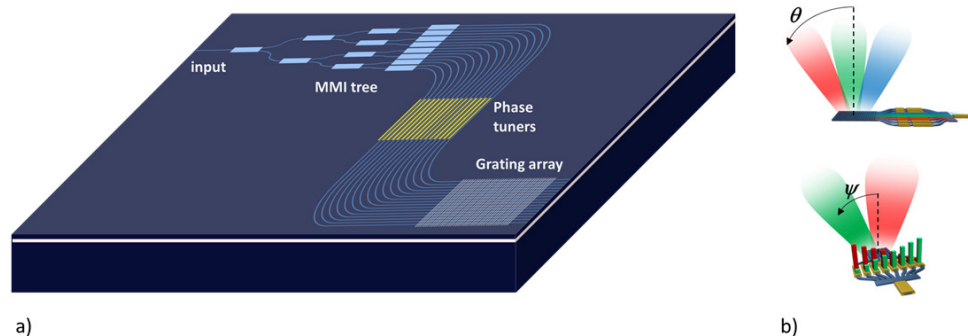 input
MMI tree
Phase
tuners
Grating array
a)
θ
ψ
b)